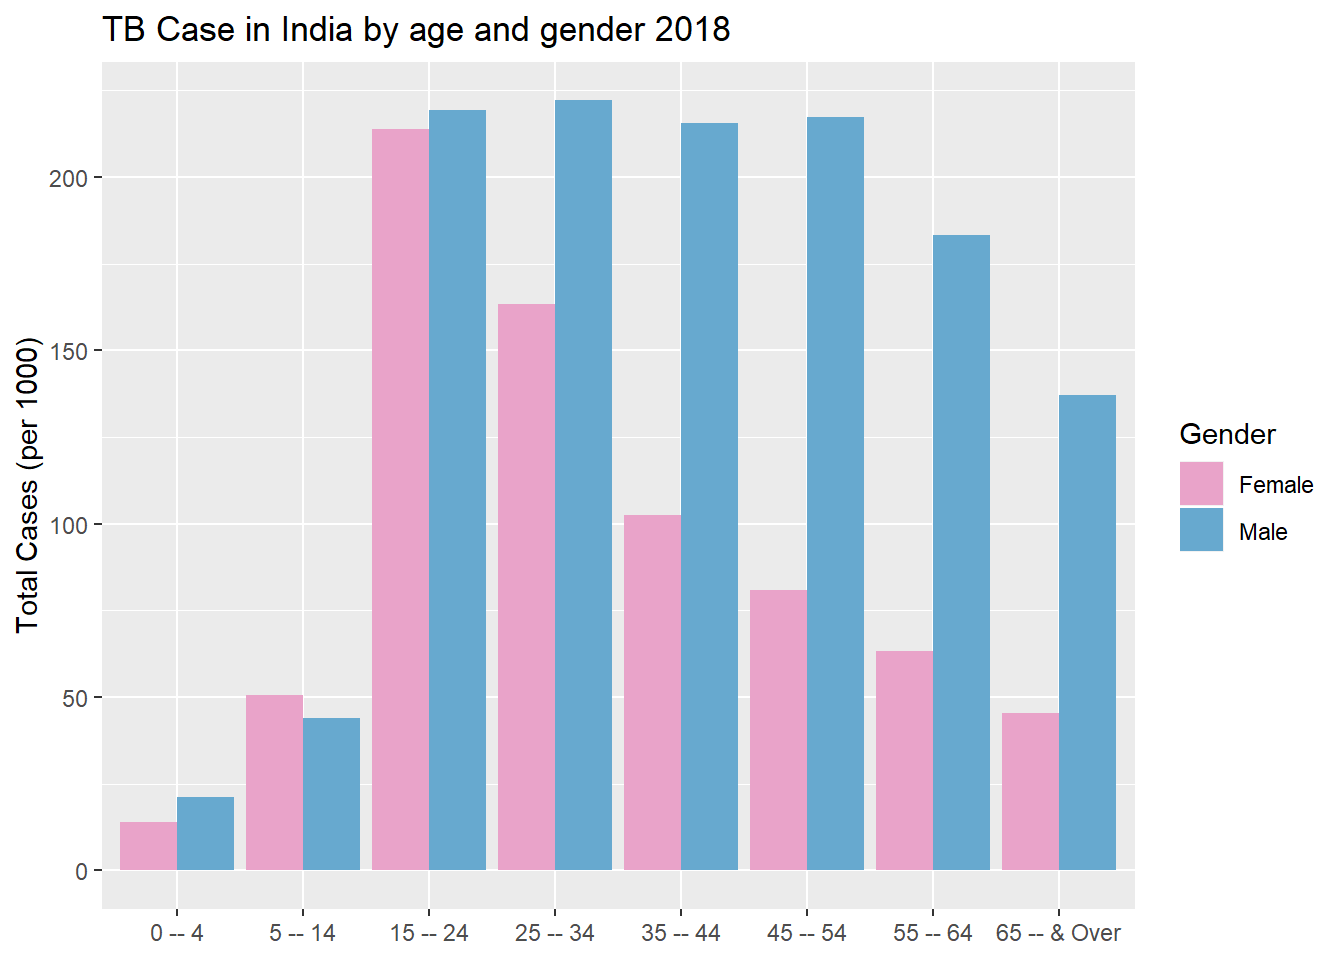 TB Case in India by age and gender 2018
Total Cases (per 1000)
200
150
100
50
0
0 -- 4
5 -- 14
15 -- 24
25 -- 34
35 -- 44
45 -- 54
55 -- 64
65 -- & Over
Gender
Female
Male